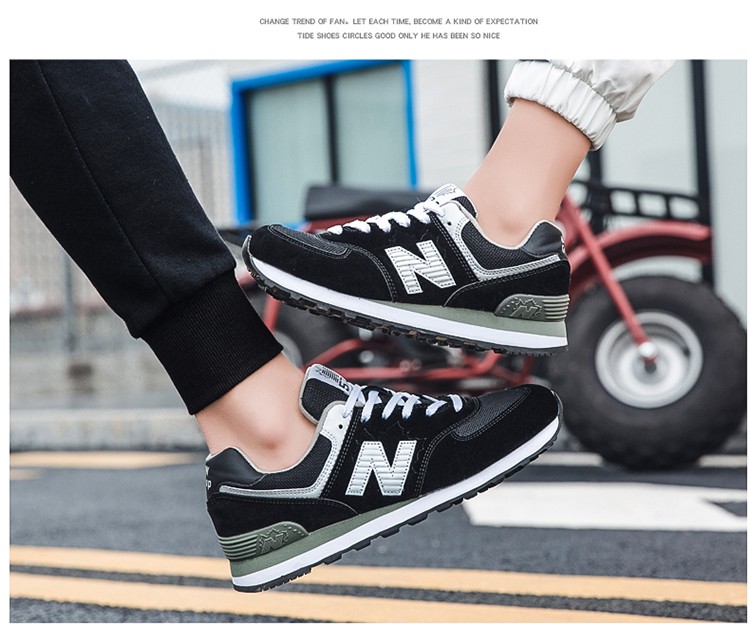 CHANGE TREND OF FAN。LET EACH TIME, BECOME A KIND OF EXPECTATION
TIDE SHOES CIRCLES GOOD ONLY HE HAS BEEN SO NICE
N
N